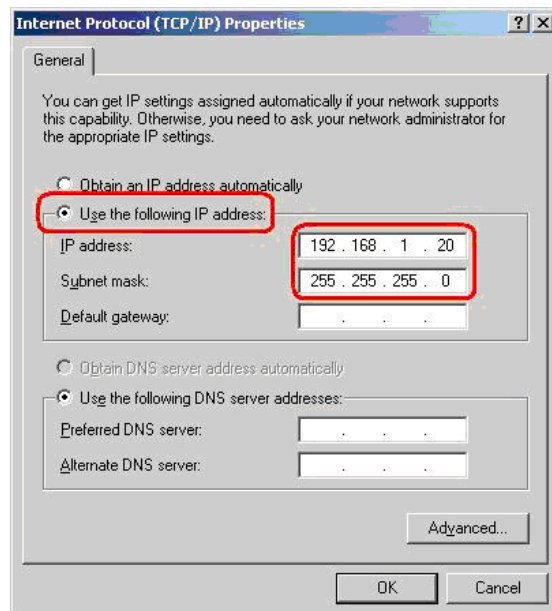 Internet Protocol (TCP/IP) Properties
General
You can get IP settings assigned automatically if your network supports
this capability. Otherwise, you need to ask your network administrator for
the appropriate IP settings.
Obtain an IP address automatically
Use the following IP address:
IP address: 192 . 168 . 1 . 20
Subnet mask: 255 . 255 . 255 . 0
Default gateway: . . .
Obtain DNS server address automatically
Use the following DNS server addresses:
Preferred DNS server: . . .
Alternate DNS server: . . .
Advanced...
OK Cancel